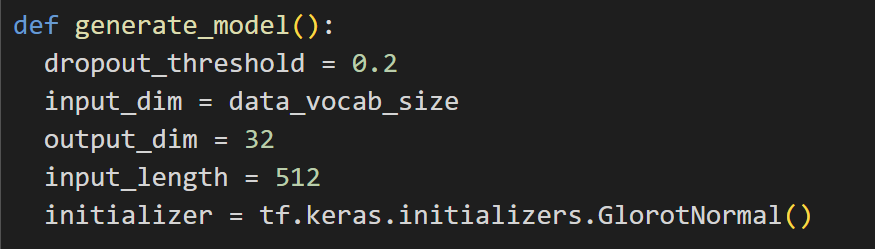 def generate_model():
  dropout_threshold = 0.2
  input_dim = data_vocab_size
  output_dim = 32
  input_length = 512
  initializer = tf.keras.initializers.GlorotNormal()